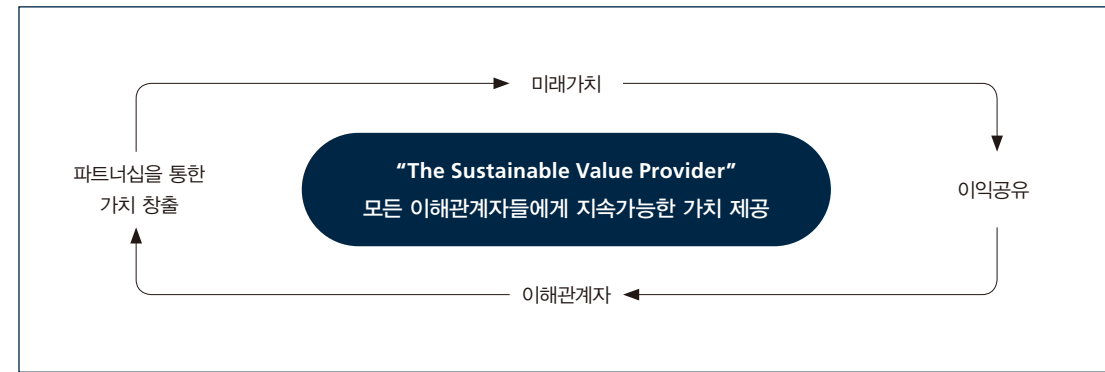 미래가치
파트너십을 통한
가치 창출
“The Sustainable Value Provider”
모든 이해관계자들에게 지속가능한 가치 제공
이익공유
이해관계자